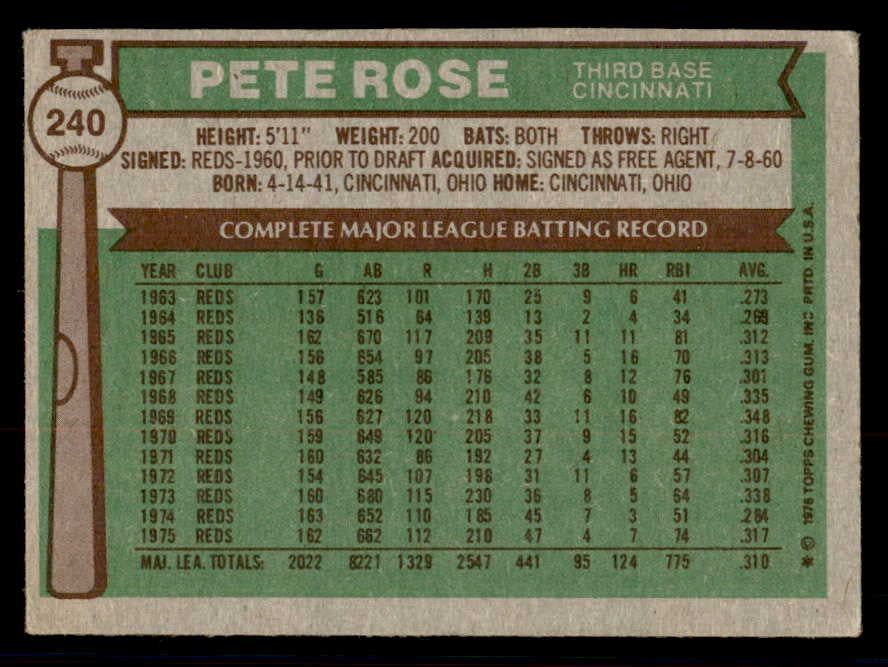 PETE ROSE
THIRD BASE
CINCINNATI
240
HEIGHT: 5'11" WEIGHT: 200 BATS: BOTH THROWS: RIGHT
SIGNED: REDS-1960, PRIOR TO DRAFT ACQUIRED: SIGNED AS FREE AGENT, 7-8-60
BORN: 4-14-41, CINCINNATI, OHIO HOME: CINCINNATI, OHIO
COMPLETE MAJOR LEAGUE BATTING RECORD
YEAR CLUB G AB R H 2B 3B HR RBI AVG.
1963 REDS 157 623 101 170 25 9 6 41 .273
1964 REDS 136 516 64 139 13 2 4 34 .269
1965 REDS 162 670 117 209 35 11 11 81 .312
1966 REDS 156 654 97 205 38 5 16 70 .313
1967 REDS 148 585 86 176 32 8 12 76 .301
1968 REDS 149 626 94 210 42 6 10 49 .335
1969 REDS 156 627 120 218 33 11 16 82 .348
1970 REDS 159 649 120 205 37 9 15 52 .316
1971 REDS 160 632 86 192 27 4 13 44 .304
1972 REDS 154 645 107 198 31 11 6 57 .307
1973 REDS 160 680 115 230 36 8 5 64 .338
1974 REDS 163 652 110 185 45 7 3 51 .284
1975 REDS 162 662 112 210 47 4 7 74 .317
MAJ. LEA. TOTALS: 2022 8221 1329 2547 441 95 124 775 .310
* © 1976 TOPPS CHEWING GUM, INC PRTD. IN U.S.A.